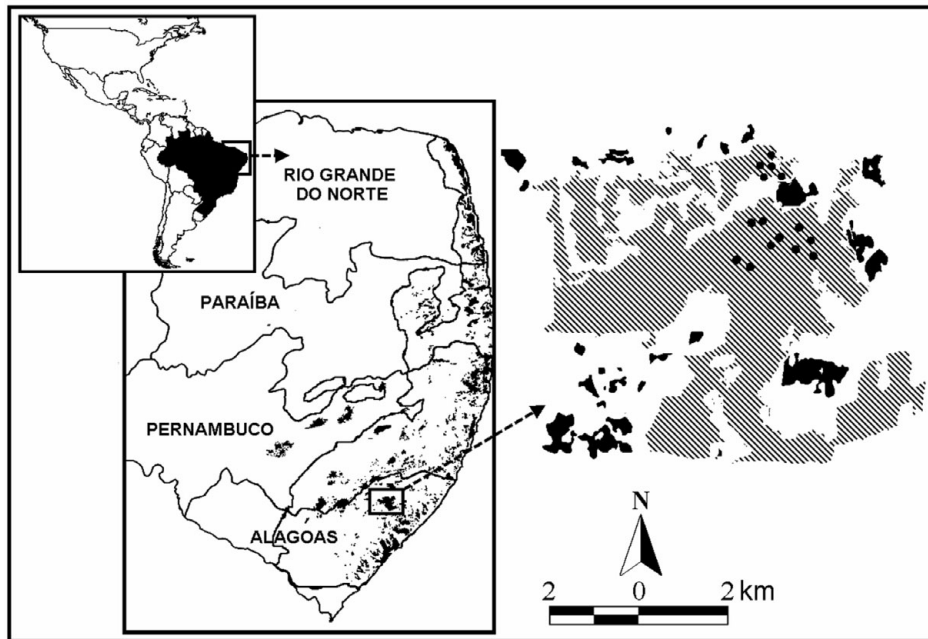 RIO GRANDE
DO NORTE
PARAÍBA
PERNAMBUCO
ALAGOAS
N
2 0 2 km